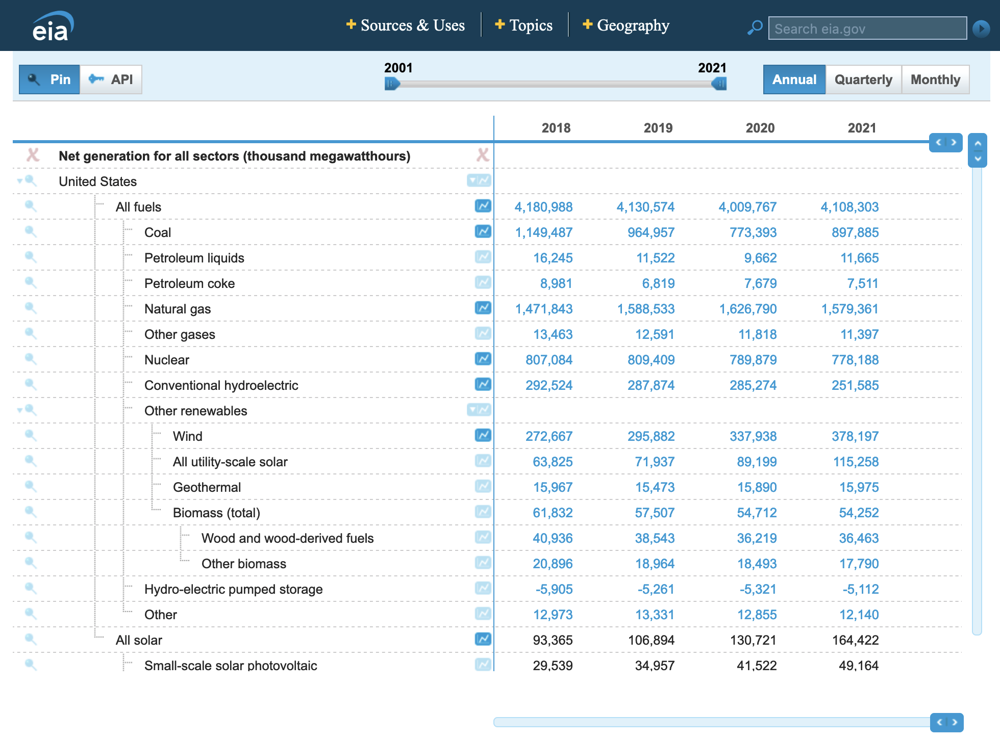 eia
+ Sources & Uses + Topics + Geography Search eia.gov
2001 2021
Pin API Annual Quarterly Monthly
2018 2019 2020 2021
Net generation for all sectors (thousand megawatthours)
United States
All fuels 4,180,988 4,130,574 4,009,767 4,108,303
Coal 1,149,487 964,957 773,393 897,885
Petroleum liquids 16,245 11,522 9,662 11,665
Petroleum coke 8,981 6,819 7,679 7,511
Natural gas 1,471,843 1,588,533 1,626,790 1,579,361
Other gases 13,463 12,591 11,818 11,397
Nuclear 807,084 809,409 789,879 778,188
Conventional hydroelectric 292,524 287,874 285,274 251,585
Other renewables
Wind 272,667 295,882 337,938 378,197
All utility-scale solar 63,825 71,937 89,199 115,258
Geothermal 15,967 15,473 15,890 15,975
Biomass (total) 61,832 57,507 54,712 54,252
Wood and wood-derived fuels 40,936 38,543 36,219 36,463
Other biomass 20,896 18,964 18,493 17,790
Hydro-electric pumped storage -5,905 -5,261 -5,321 -5,112
Other 12,973 13,331 12,855 12,140
All solar 93,365 106,894 130,721 164,422
Small-scale solar photovoltaic 29,539 34,957 41,522 49,164